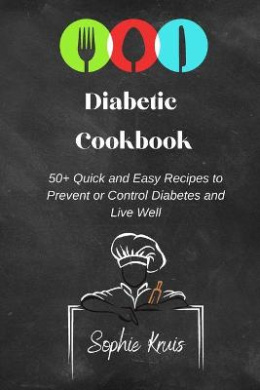 Diabetic
Cookbook
50+ Quick and Easy Recipes to
Prevent or Control Diabetes and
Live Well
Sophie Kruis